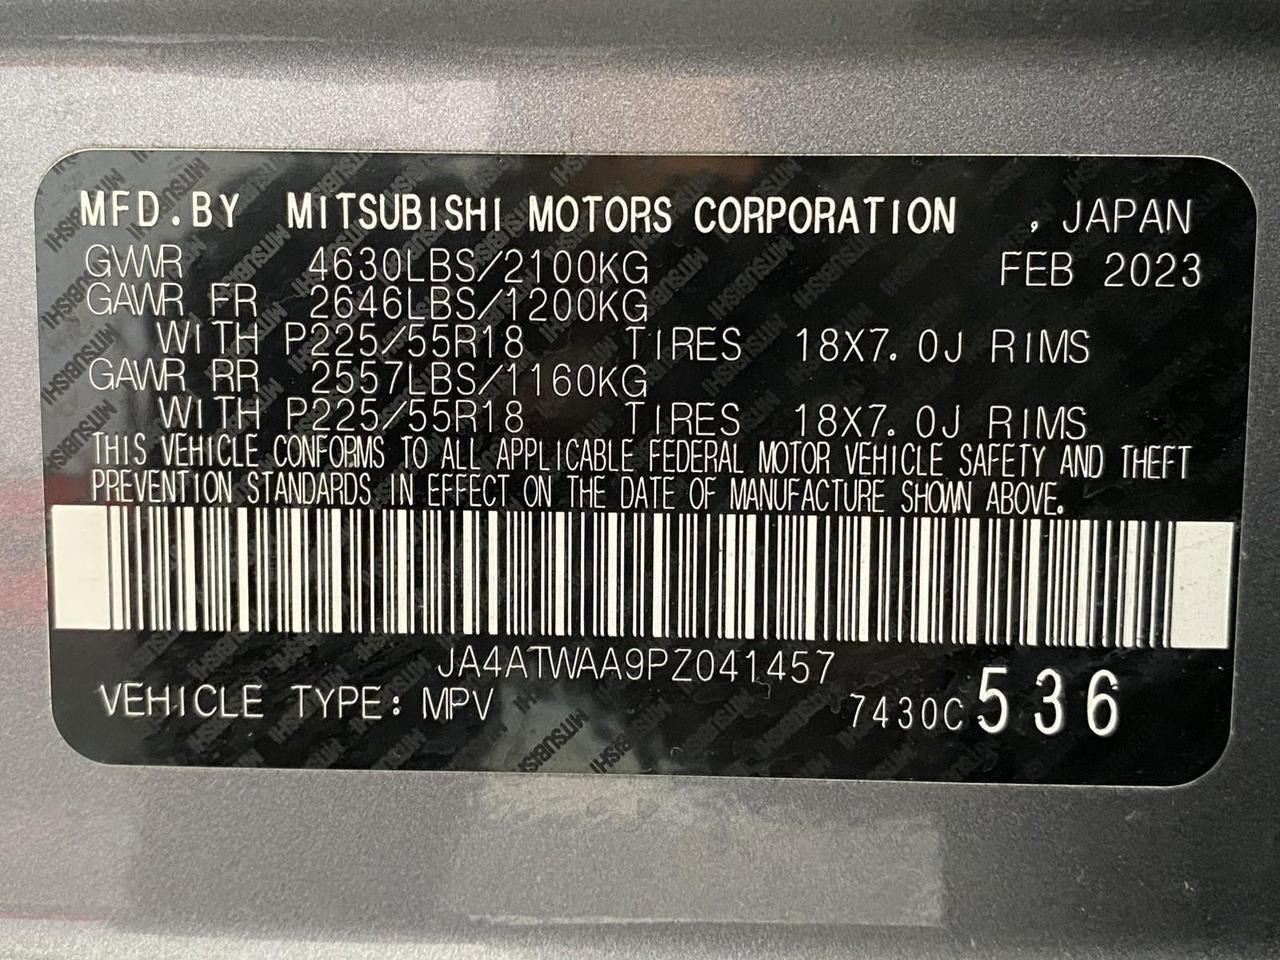 MFD.BY MITSUBISHI MOTORS CORPORATION , JAPAN
GVWR 4630LBS/2100KG FEB 2023
GAWR FR 2646LBS/1200KG
WITH P225/55R18 TIRES 18X7.0J RIMS
GAWR RR 2557LBS/1160KG
WITH P225/55R18 TIRES 18X7.0J RIMS
THIS VEHICLE CONFORMS TO ALL APPLICABLE FEDERAL MOTOR VEHICLE SAFETY AND THEFT
PREVENTION STANDARDS IN EFFECT ON THE DATE OF MANUFACTURE SHOWN ABOVE.
JA4ATWAA9PZ041457
VEHICLE TYPE: MPV 7430C 536